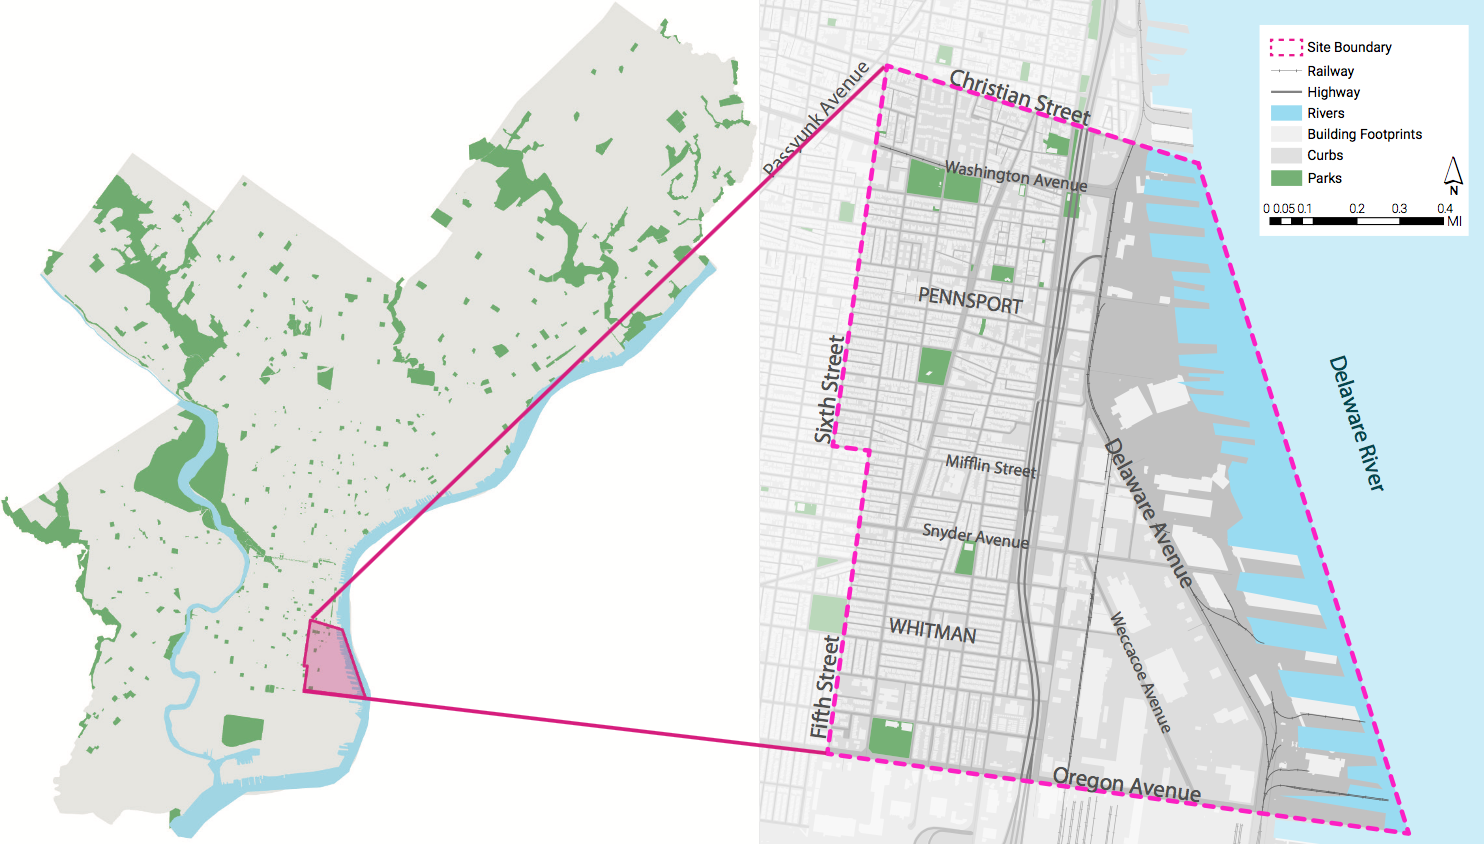 Passyunk Avenue
Christian Street
Washington Avenue
PENNSPORT
Sixth Street
Mifflin Street
Snyder Avenue
WHITMAN
Fifth Street
Delaware Avenue
Weccacoe Avenue
Oregon Avenue
Delaware River
Site Boundary
Railway
Highway
Rivers
Building Footprints
Curbs
Parks
N
0 0.05 0.1 0.2 0.3 0.4
MI